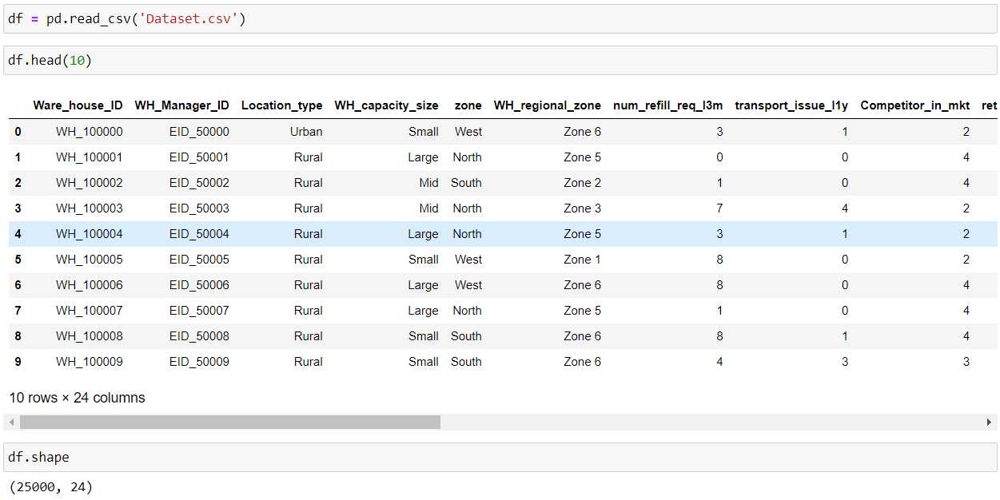 df = pd.read_csv('Dataset.csv')
df.head(10)
Ware_house_ID WH_Manager_ID Location_type WH_capacity_size zone WH_regional_zone num_refill_req_l3m transport_issue_l1y Competitor_in_mkt ret
0 WH_100000 EID_50000 Urban Small West Zone 6 3 1 2
1 WH_100001 EID_50001 Rural Large North Zone 5 0 0 4
2 WH_100002 EID_50002 Rural Mid South Zone 2 1 0 4
3 WH_100003 EID_50003 Rural Mid North Zone 3 7 4 2
4 WH_100004 EID_50004 Rural Large North Zone 5 3 1 2
5 WH_100005 EID_50005 Rural Small West Zone 1 8 0 2
6 WH_100006 EID_50006 Rural Large West Zone 6 8 0 4
7 WH_100007 EID_50007 Rural Large North Zone 5 1 0 4
8 WH_100008 EID_50008 Rural Small South Zone 6 8 1 4
9 WH_100009 EID_50009 Rural Small South Zone 6 4 3 3
10 rows × 24 columns
df.shape
(25000, 24)